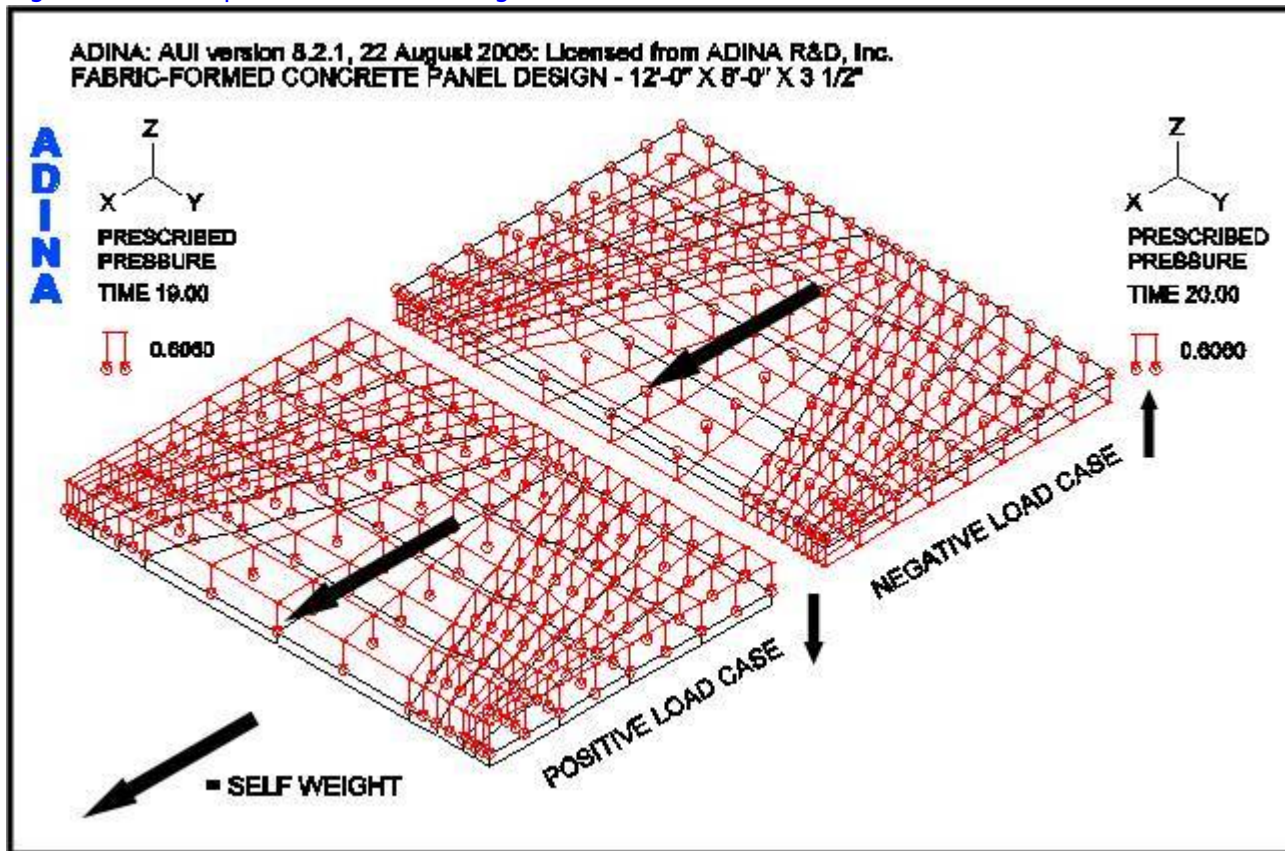 ADINA: AUI version 8.2.1, 22 August 2005: Licensed from ADINA R&D, Inc.
FABRIC-FORMED CONCRETE PANEL DESIGN - 12'-0" X 8'-0" X 3 1/2"
ADINA
Z
X Y
PRESCRIBED
PRESSURE
TIME 19.00
0.6060
Z
X Y
PRESCRIBED
PRESSURE
TIME 20.00
0.6060
NEGATIVE LOAD CASE
POSITIVE LOAD CASE
= SELF WEIGHT